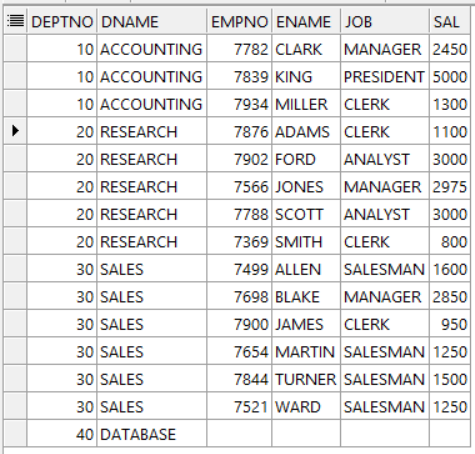 DEPTNO DNAME EMPNO ENAME JOB SAL
10 ACCOUNTING 7782 CLARK MANAGER 2450
10 ACCOUNTING 7839 KING PRESIDENT 5000
10 ACCOUNTING 7934 MILLER CLERK 1300
20 RESEARCH 7876 ADAMS CLERK 1100
20 RESEARCH 7902 FORD ANALYST 3000
20 RESEARCH 7566 JONES MANAGER 2975
20 RESEARCH 7788 SCOTT ANALYST 3000
20 RESEARCH 7369 SMITH CLERK 800
30 SALES 7499 ALLEN SALESMAN 1600
30 SALES 7698 BLAKE MANAGER 2850
30 SALES 7900 JAMES CLERK 950
30 SALES 7654 MARTIN SALESMAN 1250
30 SALES 7844 TURNER SALESMAN 1500
30 SALES 7521 WARD SALESMAN 1250
40 DATABASE